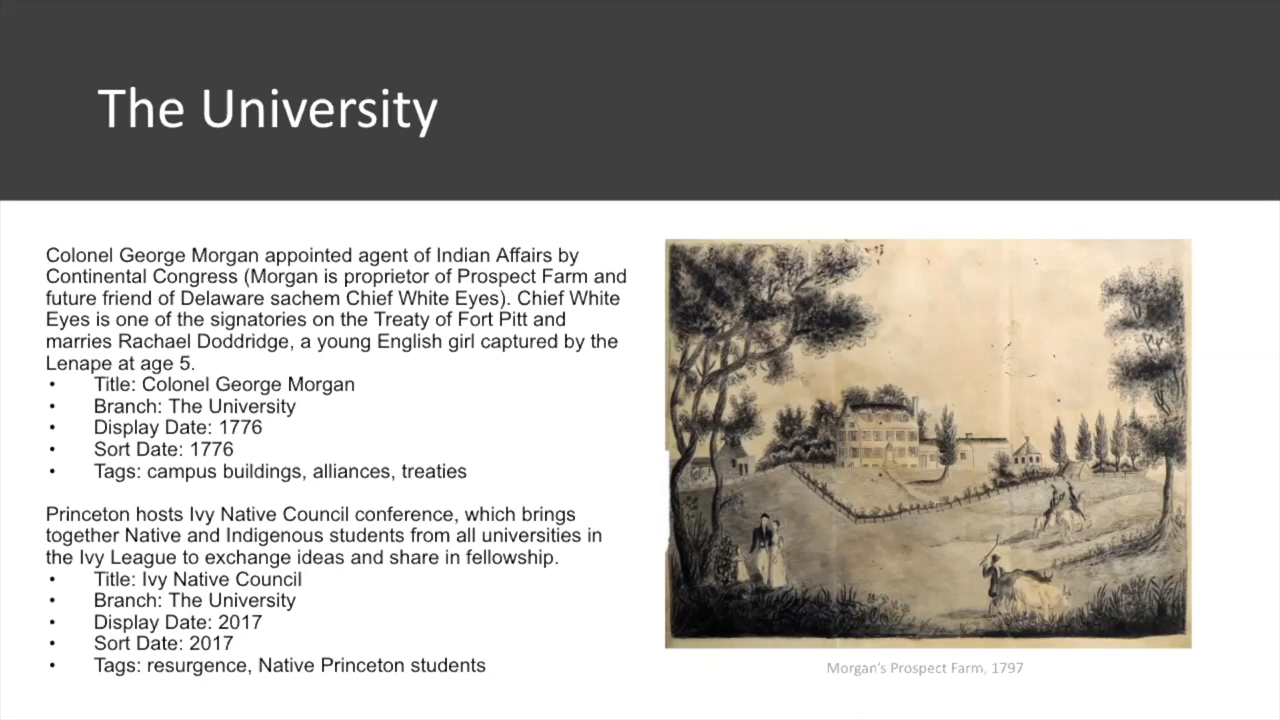 The University
Colonel George Morgan appointed agent of Indian Affairs by
Continental Congress (Morgan is proprietor of Prospect Farm and
future friend of Delaware sachem Chief White Eyes). Chief White
Eyes is one of the signatories on the Treaty of Fort Pitt and
marries Rachael Doddridge, a young English girl captured by the
Lenape at age 5.
• Title: Colonel George Morgan
• Branch: The University
• Display Date: 1776
• Sort Date: 1776
• Tags: campus buildings, alliances, treaties
Princeton hosts Ivy Native Council conference, which brings
together Native and Indigenous students from all universities in
the Ivy League to exchange ideas and share in fellowship.
• Title: Ivy Native Council
• Branch: The University
• Display Date: 2017
• Sort Date: 2017
• Tags: resurgence, Native Princeton students
Morgan's Prospect Farm, 1797